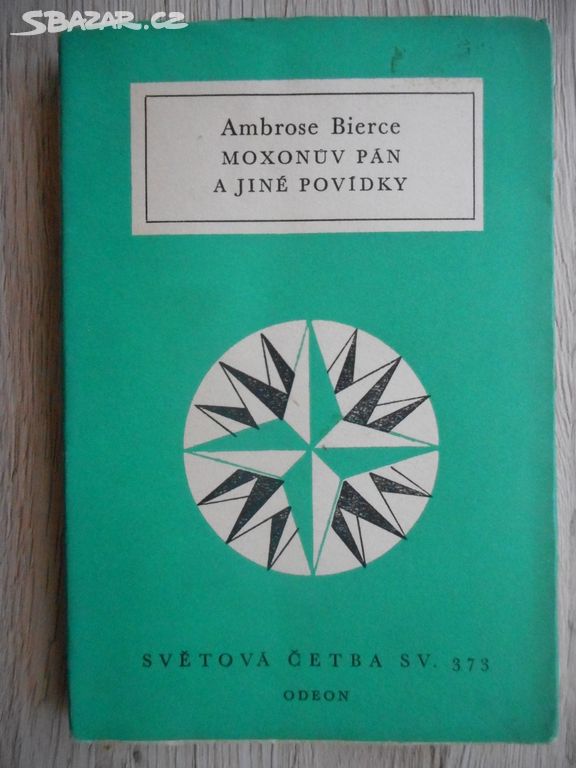 SBAZAR.CZ
Ambrose Bierce
MOXONŮV PÁN
A JINÉ POVÍDKY
SVĚTOVÁ ČETBA SV. 373
ODEON